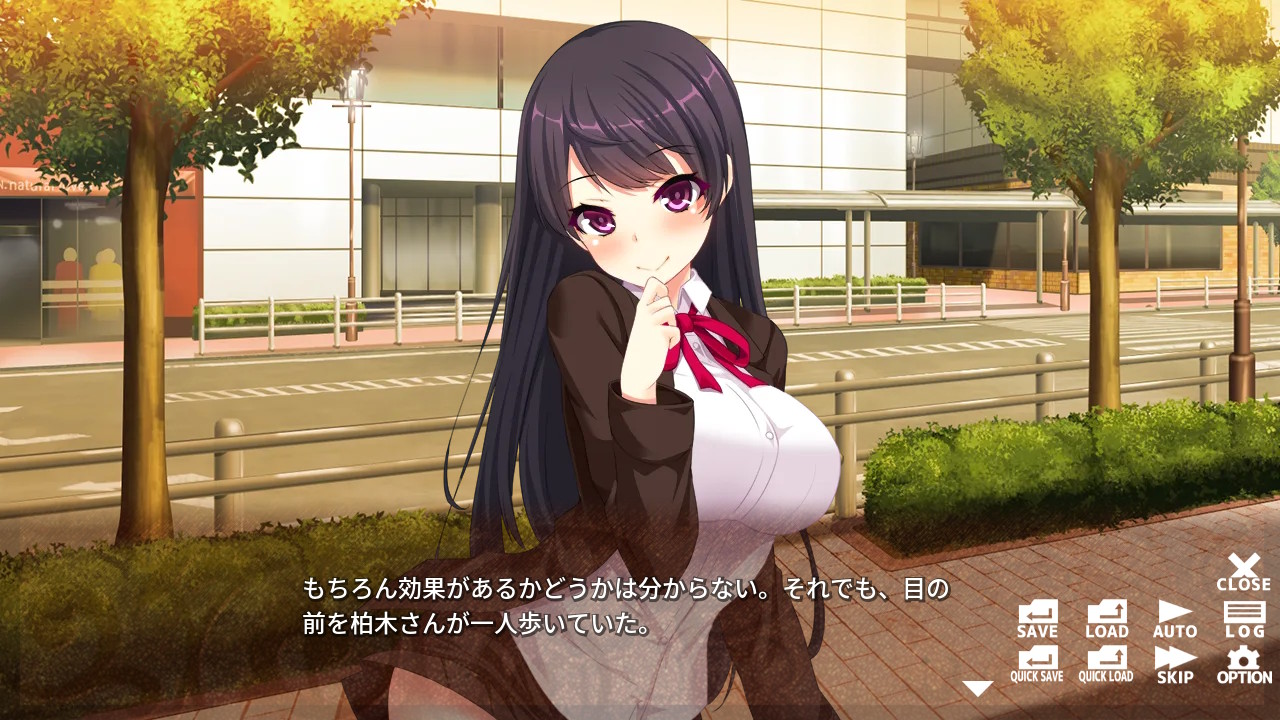 もちろん効果があるかどうかは分からない。それでも、目の
前を柏木さんが一人歩いていた。
CLOSE
SAVE LOAD AUTO LOG
QUICK SAVE QUICK LOAD SKIP OPTION